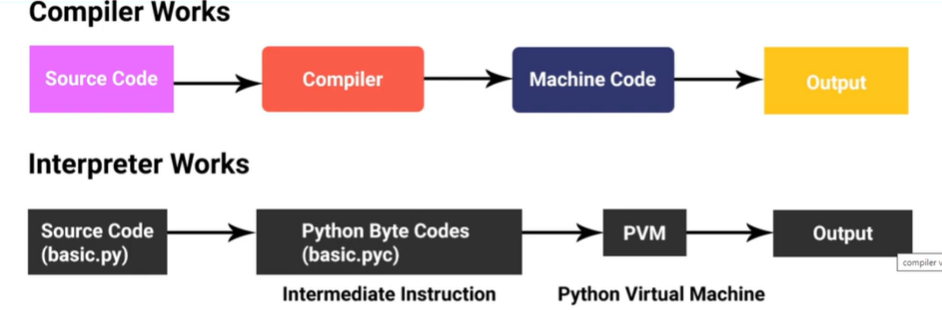 Compiler Works
Source Code
Compiler
Machine Code
Output
Interpreter Works
Source Code
(basic.py)
Python Byte Codes
(basic.pyc)
PVM
Output
compiler
Intermediate Instruction
Python Virtual Machine